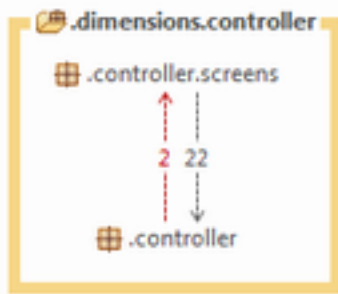 .dimensions.controller
.controller.screens
2 22
.controller